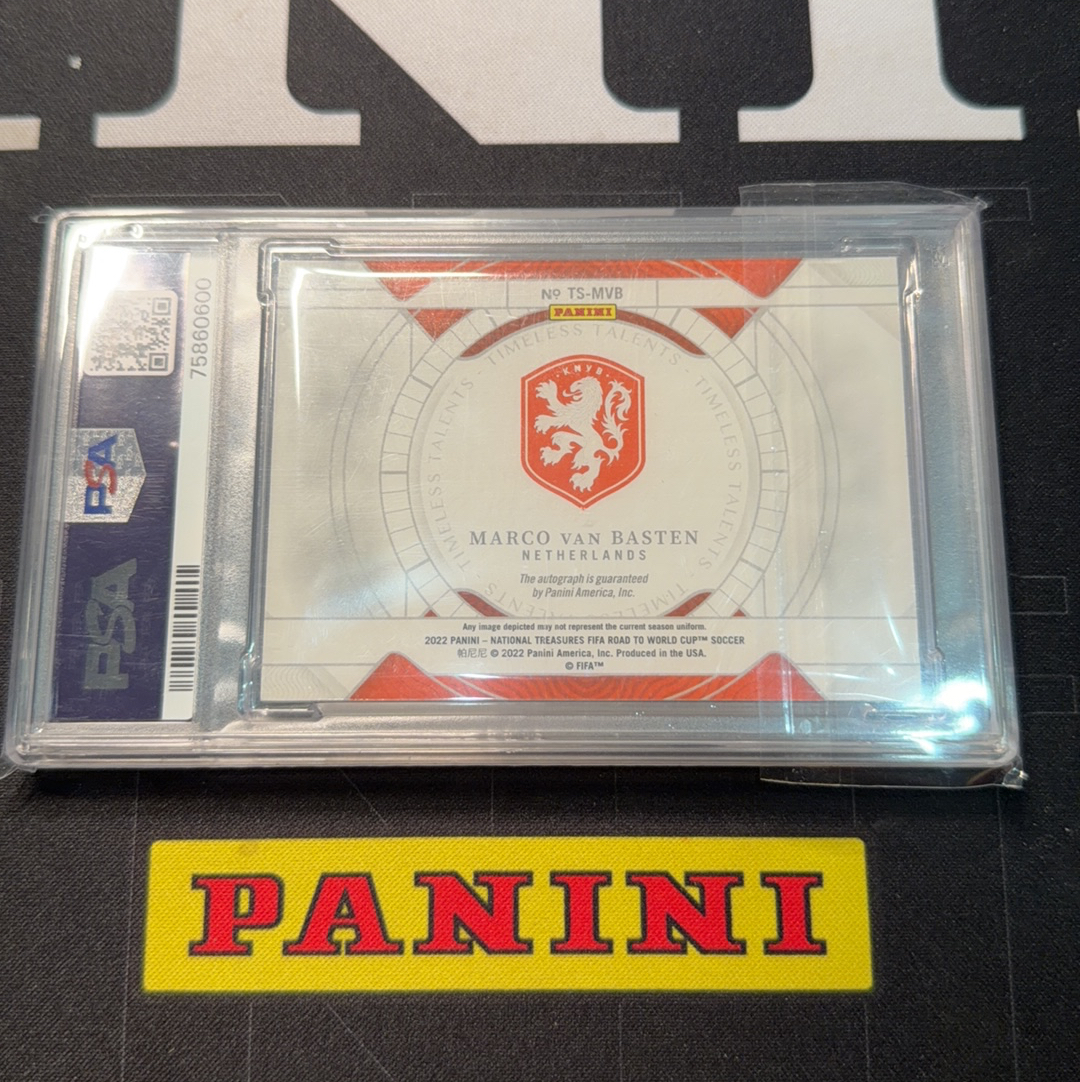 75860600
PSA
PSA
Nº TS-MVB
PANINI
TIMELESS TALENTS · TIMELESS TALENTS · TIMELESS TALENTS · TIMELESS TALENTS ·
KNVB
MARCO VAN BASTEN
NETHERLANDS
The autograph is guaranteed
by Panini America, Inc.
Any image depicted may not represent the current season uniform.
2022 PANINI – NATIONAL TREASURES FIFA ROAD TO WORLD CUP™ SOCCER
帕尼尼 © 2022 Panini America, Inc. Produced in the USA.
© FIFA™
PANINI